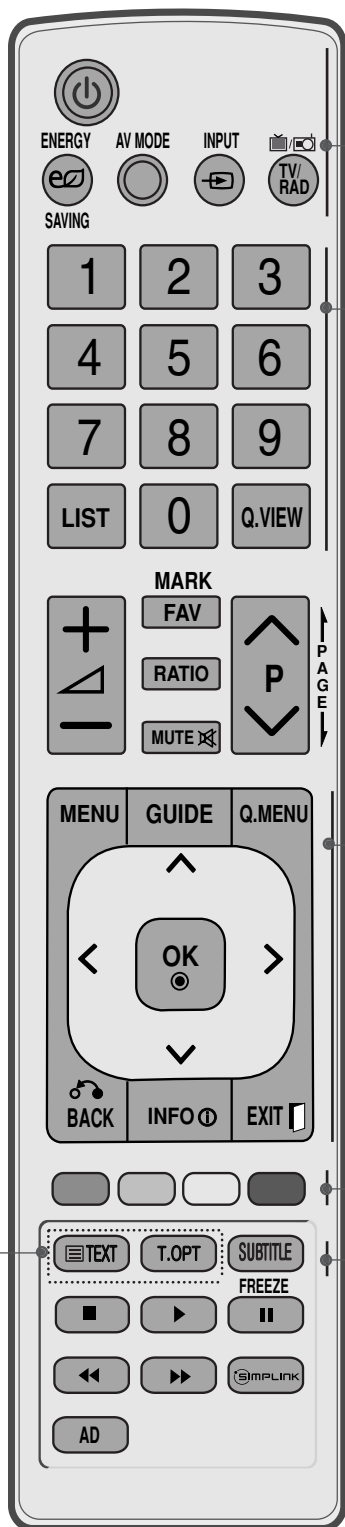 ENERGY AV MODE INPUT
TV/
RAD
SAVING
1 2 3
4 5 6
7 8 9
LIST 0 Q.VIEW
MARK
FAV
RATIO
P
PAGE
MUTE
MENU GUIDE Q.MENU
OK
BACK INFO EXIT
TEXT T.OPT SUBTITLE
FREEZE
SIMPLINK
AD